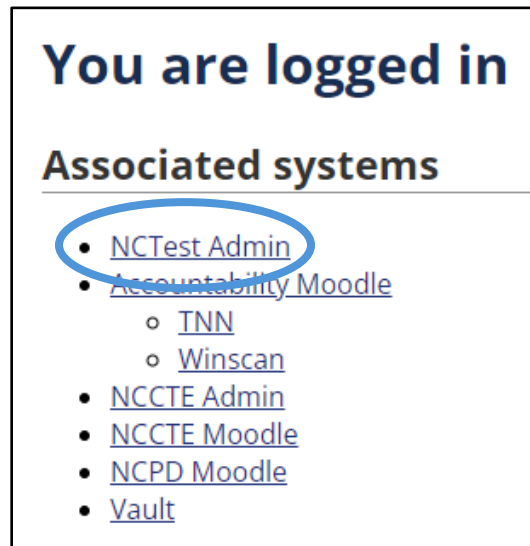 You are logged in
Associated systems
NCTest Admin
Accountability Moodle
TNN
Winscan
NCCTE Admin
NCCTE Moodle
NCPD Moodle
Vault